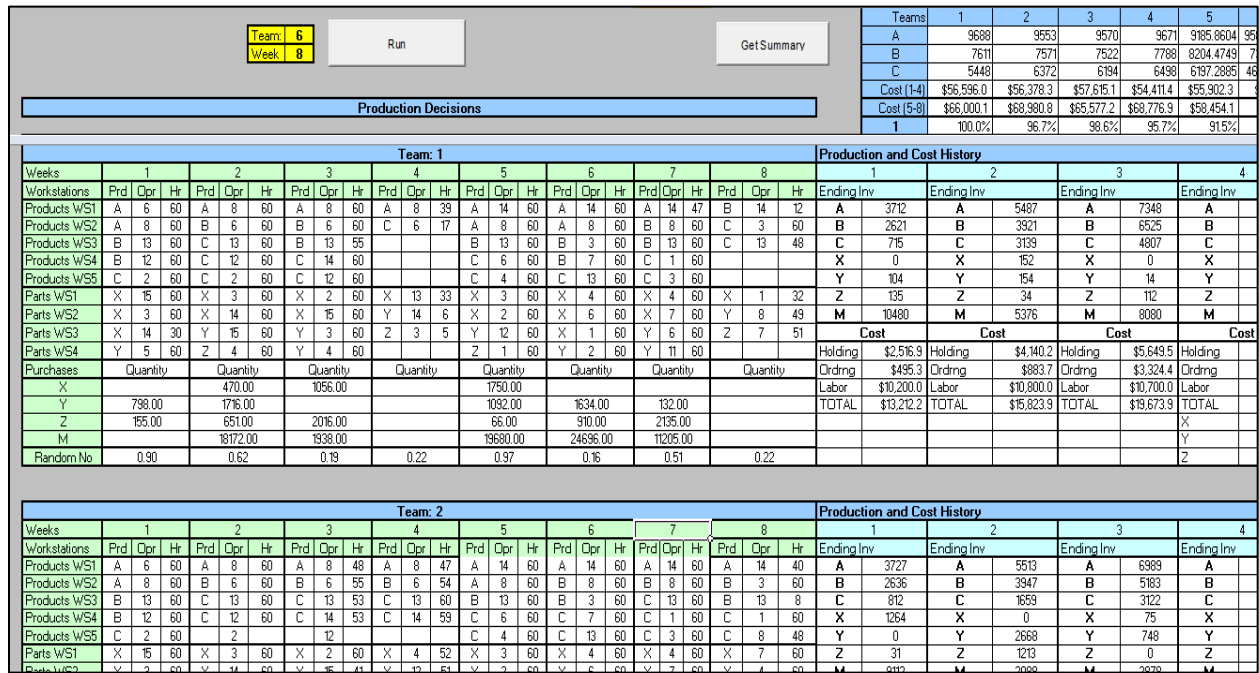 Teams 1 2 3 4 5
Team: 6 Run Get Summary A 9688 9553 9570 9671 9185.8604
Week 8 B 7611 7571 7522 7788 8204.4749
C 5448 6372 6194 6498 6197.2885
Cost (1-4) $56,596.0 $56,378.3 $57,615.1 $54,411.4 $55,902.3
Production Decisions Cost (5-8) $66,000.1 $68,980.8 $65,577.2 $68,776.9 $58,454.1
1 100.0% 96.7% 98.6% 95.7% 91.5%
Team: 1 Production and Cost History
Weeks 1 2 3 4 5 6 7 8 1 2 3 4
Workstations Prd Opr Hr Prd Opr Hr Prd Opr Hr Prd Opr Hr Prd Opr Hr Prd Opr Hr Prd Opr Hr Prd Opr Hr Ending Inv Ending Inv Ending Inv Ending Inv
Products WS1 A 6 60 A 8 60 A 8 60 A 8 39 A 14 60 A 14 60 A 14 47 B 14 12 A 3712 A 5487 A 7348 A
Products WS2 A 8 60 B 6 60 B 6 60 C 6 17 A 8 60 A 8 60 B 8 60 C 3 60 B 2621 B 3921 B 6525 B
Products WS3 B 13 60 C 13 60 B 13 55 B 13 60 B 3 60 B 13 60 C 13 48 C 715 C 3139 C 4807 C
Products WS4 B 12 60 C 12 60 C 14 60 C 6 60 B 7 60 C 1 60 X 0 X 152 X 0 X
Products WS5 C 2 60 C 2 60 C 12 60 C 4 60 C 13 60 C 3 60 Y 104 Y 154 Y 14 Y
Parts WS1 X 15 60 X 3 60 X 2 60 X 13 33 X 3 60 X 4 60 X 4 60 X 1 32 Z 135 Z 34 Z 112 Z
Parts WS2 X 3 60 X 14 60 X 15 60 Y 14 6 X 2 60 X 6 60 X 7 60 Y 8 49 M 10480 M 5376 M 8080 M
Parts WS3 X 14 30 Y 15 60 Y 3 60 Z 3 5 Y 12 60 X 1 60 Y 6 60 Z 7 51 Cost Cost Cost Cost
Parts WS4 Y 5 60 Z 4 60 Y 4 60 Z 1 60 Y 2 60 Y 11 60 Holding $2,516.9 Holding $4,140.2 Holding $5,649.5 Holding
Purchases Quantity Quantity Quantity Quantity Quantity Quantity Quantity Quantity Ordrng $495.3 Ordrng $883.7 Ordrng $3,324.4 Ordrng
X 470.00 1056.00 1750.00 Labor $10,200.0 Labor $10,800.0 Labor $10,700.0 Labor
Y 798.00 1716.00 1092.00 1634.00 132.00 TOTAL $13,212.2 TOTAL $15,823.9 TOTAL $19,673.9 TOTAL
Z 155.00 651.00 2016.00 66.00 910.00 2135.00 X
M 18172.00 1938.00 19680.00 24696.00 11205.00 Y
Random No 0.90 0.62 0.19 0.22 0.97 0.16 0.51 0.22 Z
Team: 2 Production and Cost History
Weeks 1 2 3 4 5 6 7 8 1 2 3 4
Workstations Prd Opr Hr Prd Opr Hr Prd Opr Hr Prd Opr Hr Prd Opr Hr Prd Opr Hr Prd Opr Hr Prd Opr Hr Ending Inv Ending Inv Ending Inv Ending Inv
Products WS1 A 6 60 A 8 60 A 8 48 A 8 47 A 14 60 A 14 60 A 14 60 A 14 40 A 3727 A 5513 A 6989 A
Products WS2 A 8 60 B 6 60 B 6 55 B 6 54 A 8 60 B 8 60 B 8 60 B 3 60 B 2636 B 3947 B 5183 B
Products WS3 B 13 60 C 13 60 C 13 53 C 13 60 B 13 60 B 3 60 C 13 60 B 13 8 C 812 C 1659 C 3122 C
Products WS4 B 12 60 C 12 60 C 14 53 C 14 59 C 6 60 C 7 60 C 1 60 C 1 60 X 1264 X 0 X 75 X
Products WS5 C 2 60 2 12 C 4 60 C 13 60 C 3 60 C 8 48 Y 0 Y 2668 Y 748 Y
Parts WS1 X 15 60 X 3 60 X 2 60 X 4 52 X 3 60 X 4 60 X 4 60 X 7 60 Z 31 Z 1213 Z 0 Z